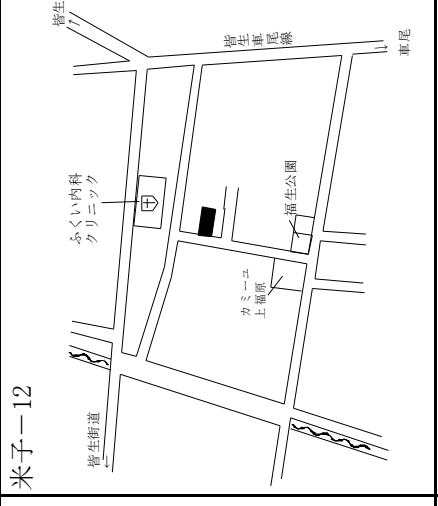 米子－12
皆生
皆生車尾線
車尾
ふくい内科
クリニック
福生公園
カミーユ
上福原
皆生街道